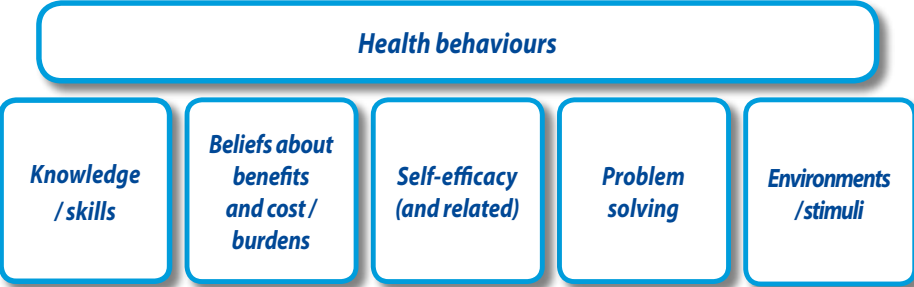 Health behaviours
Knowledge
/ skills
Beliefs about
benefits
and cost /
burdens
Self-efficacy
(and related)
Problem
solving
Environments
/stimuli